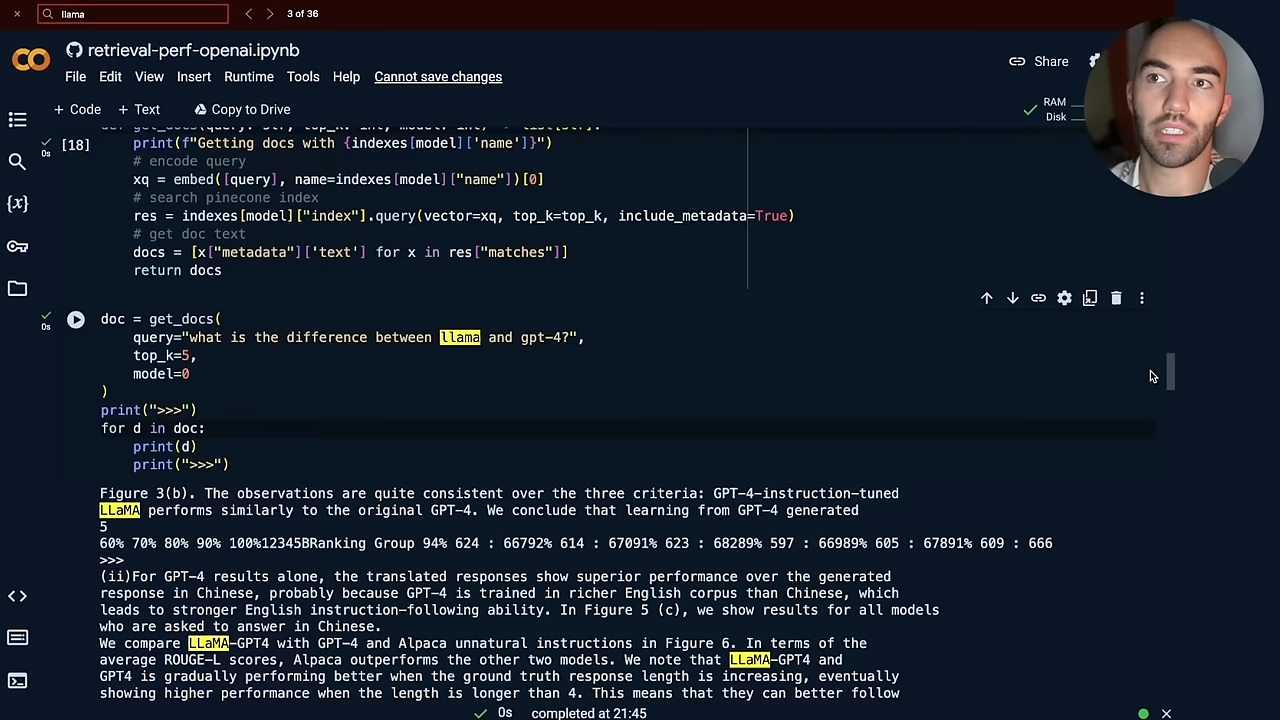 llama
3 of 36
retrieval-perf-openai.ipynb
File Edit View Insert Runtime Tools Help Cannot save changes
Share
+ Code + Text Copy to Drive
RAM
Disk
def get_docs(query: str, top_k: int, model: int) -> list[str]:
0s
[18]
print(f"Getting docs with {indexes[model]['name']}")
# encode query
xq = embed([query], name=indexes[model]["name"])[0]
# search pinecone index
res = indexes[model]["index"].query(vector=xq, top_k=top_k, include_metadata=True)
# get doc text
docs = [x["metadata"]['text'] for x in res["matches"]]
return docs
0s
doc = get_docs(
query="what is the difference between llama and gpt-4?",
top_k=5,
model=0
)
print(">>>")
for d in doc:
print(d)
print(">>>")
Figure 3(b). The observations are quite consistent over the three criteria: GPT-4-instruction-tuned
LLaMA performs similarly to the original GPT-4. We conclude that learning from GPT-4 generated
5
60% 70% 80% 90% 100%12345BRanking Group 94% 624 : 66792% 614 : 67091% 623 : 68289% 597 : 66989% 605 : 67891% 609 : 666
>>>
(ii)For GPT-4 results alone, the translated responses show superior performance over the generated
response in Chinese, probably because GPT-4 is trained in richer English corpus than Chinese, which
leads to stronger English instruction-following ability. In Figure 5 (c), we show results for all models
who are asked to answer in Chinese.
We compare LLaMA-GPT4 with GPT-4 and Alpaca unnatural instructions in Figure 6. In terms of the
average ROUGE-L scores, Alpaca outperforms the other two models. We note that LLaMA-GPT4 and
GPT4 is gradually performing better when the ground truth response length is increasing, eventually
showing higher performance when the length is longer than 4. This means that they can better follow
0s completed at 21:45